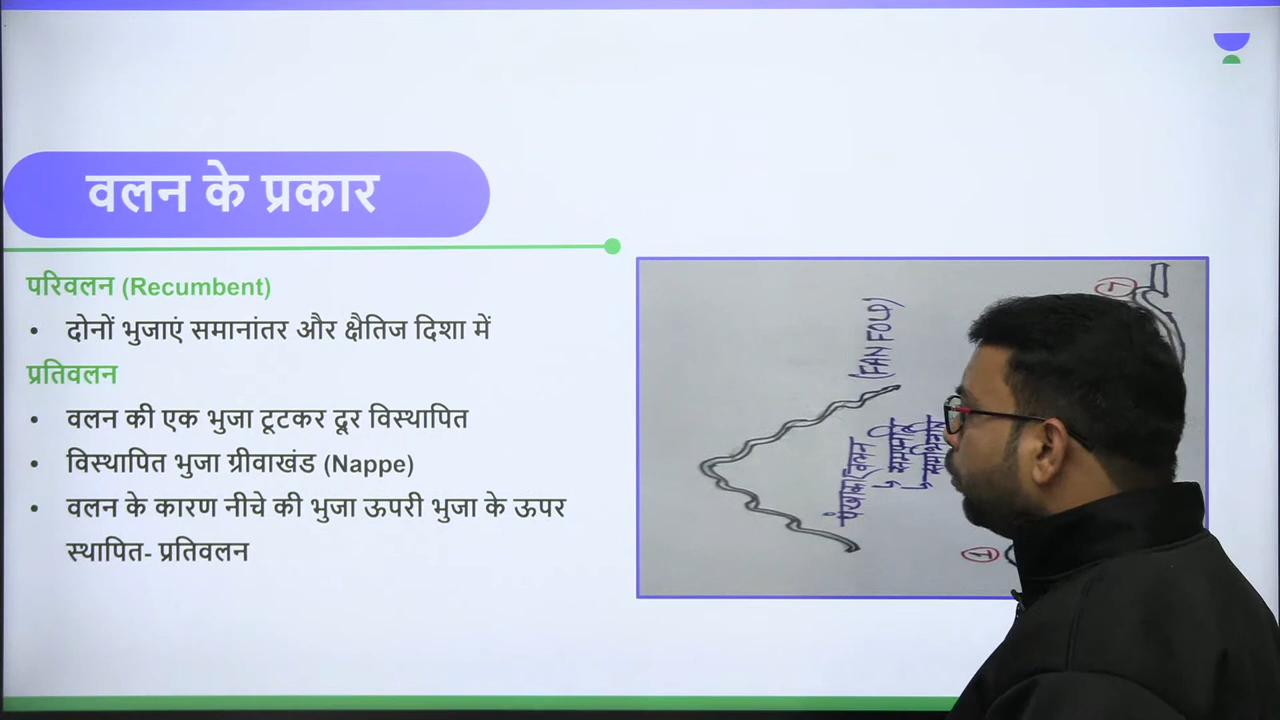 वलन के प्रकार
परिवलन (Recumbent)
• दोनों भुजाएं समानांतर और क्षैतिज दिशा में
प्रतिवलन
• वलन की एक भुजा टूटकर दूर विस्थापित
• विस्थापित भुजा ग्रीवाखंड (Nappe)
• वलन के कारण नीचे की भुजा ऊपरी भुजा के ऊपर
स्थापित- प्रतिवलन
(FAN FOLD)
पंखाकार वलन
1